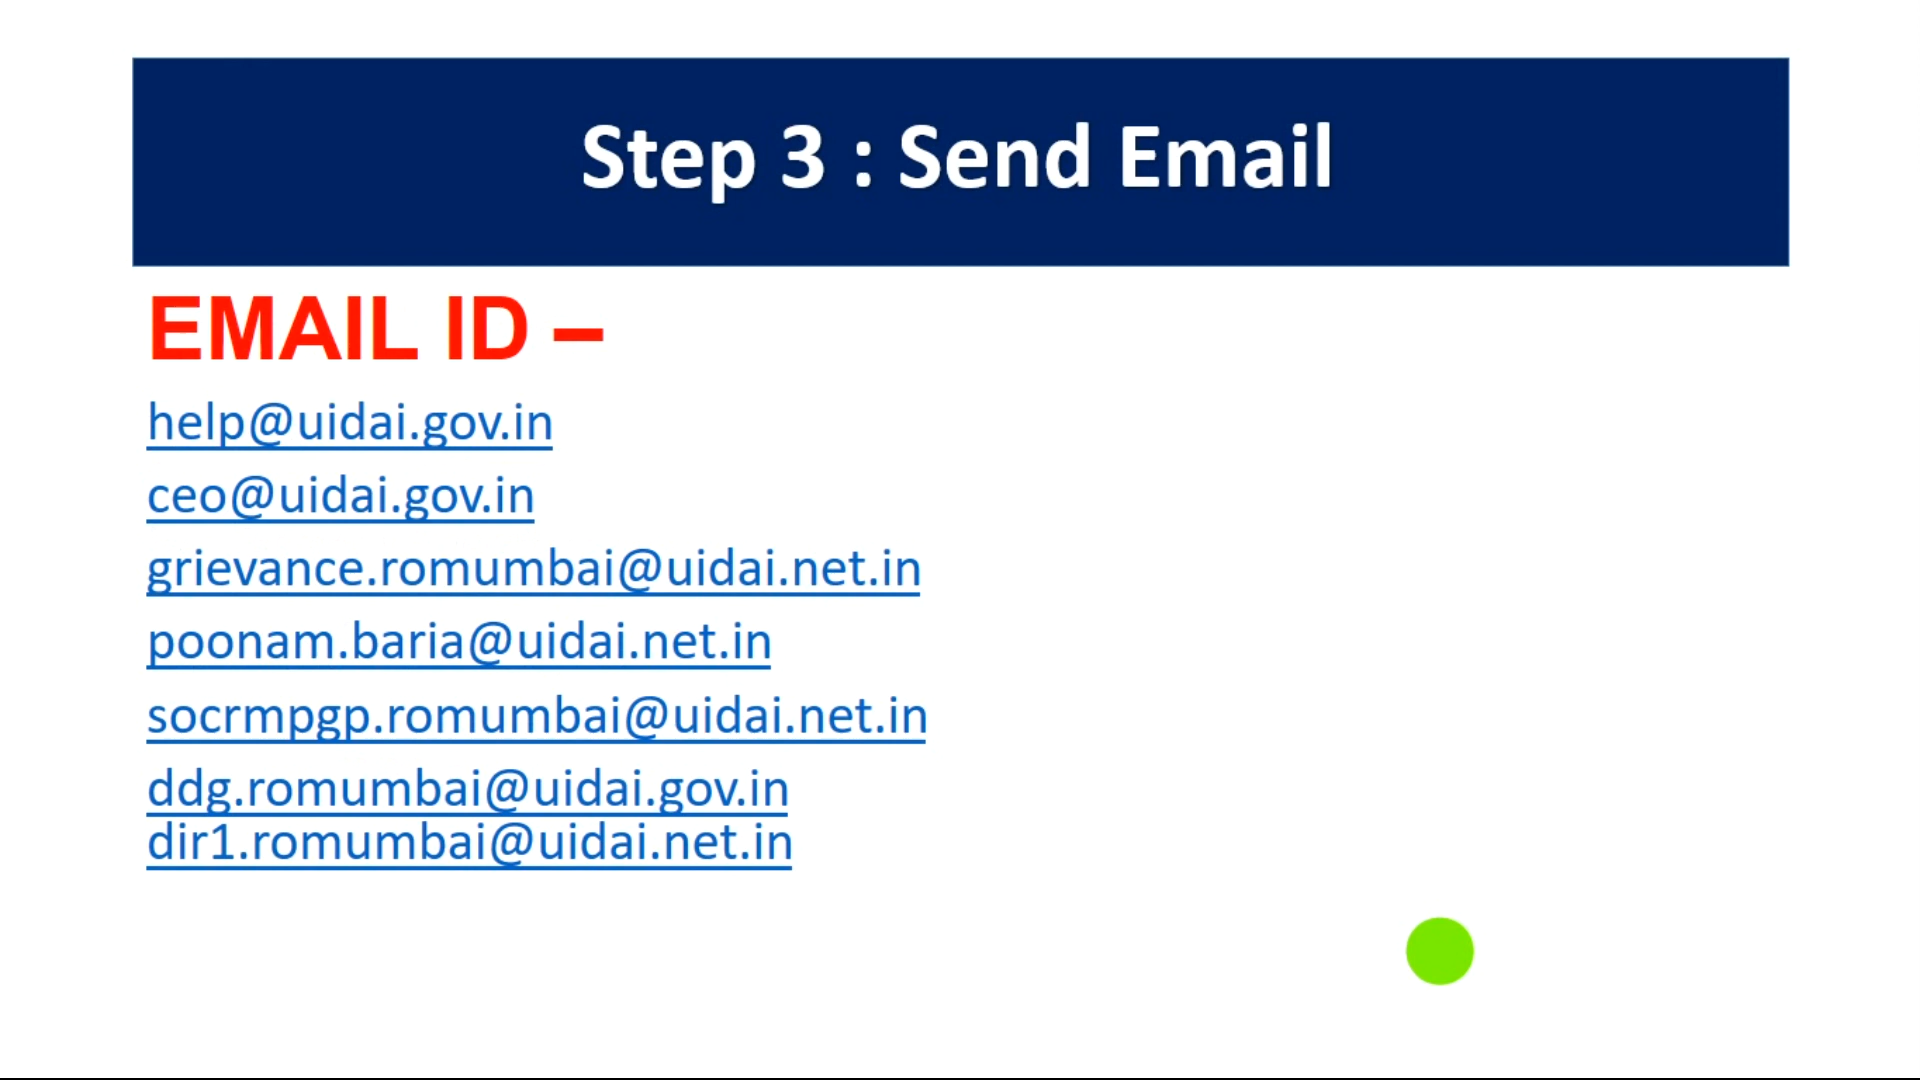 Step 3 : Send Email
EMAIL ID –
help@uidai.gov.in
ceo@uidai.gov.in
grievance.romumbai@uidai.net.in
poonam.baria@uidai.net.in
socrmpgp.romumbai@uidai.net.in
ddg.romumbai@uidai.gov.in
dir1.romumbai@uidai.net.in